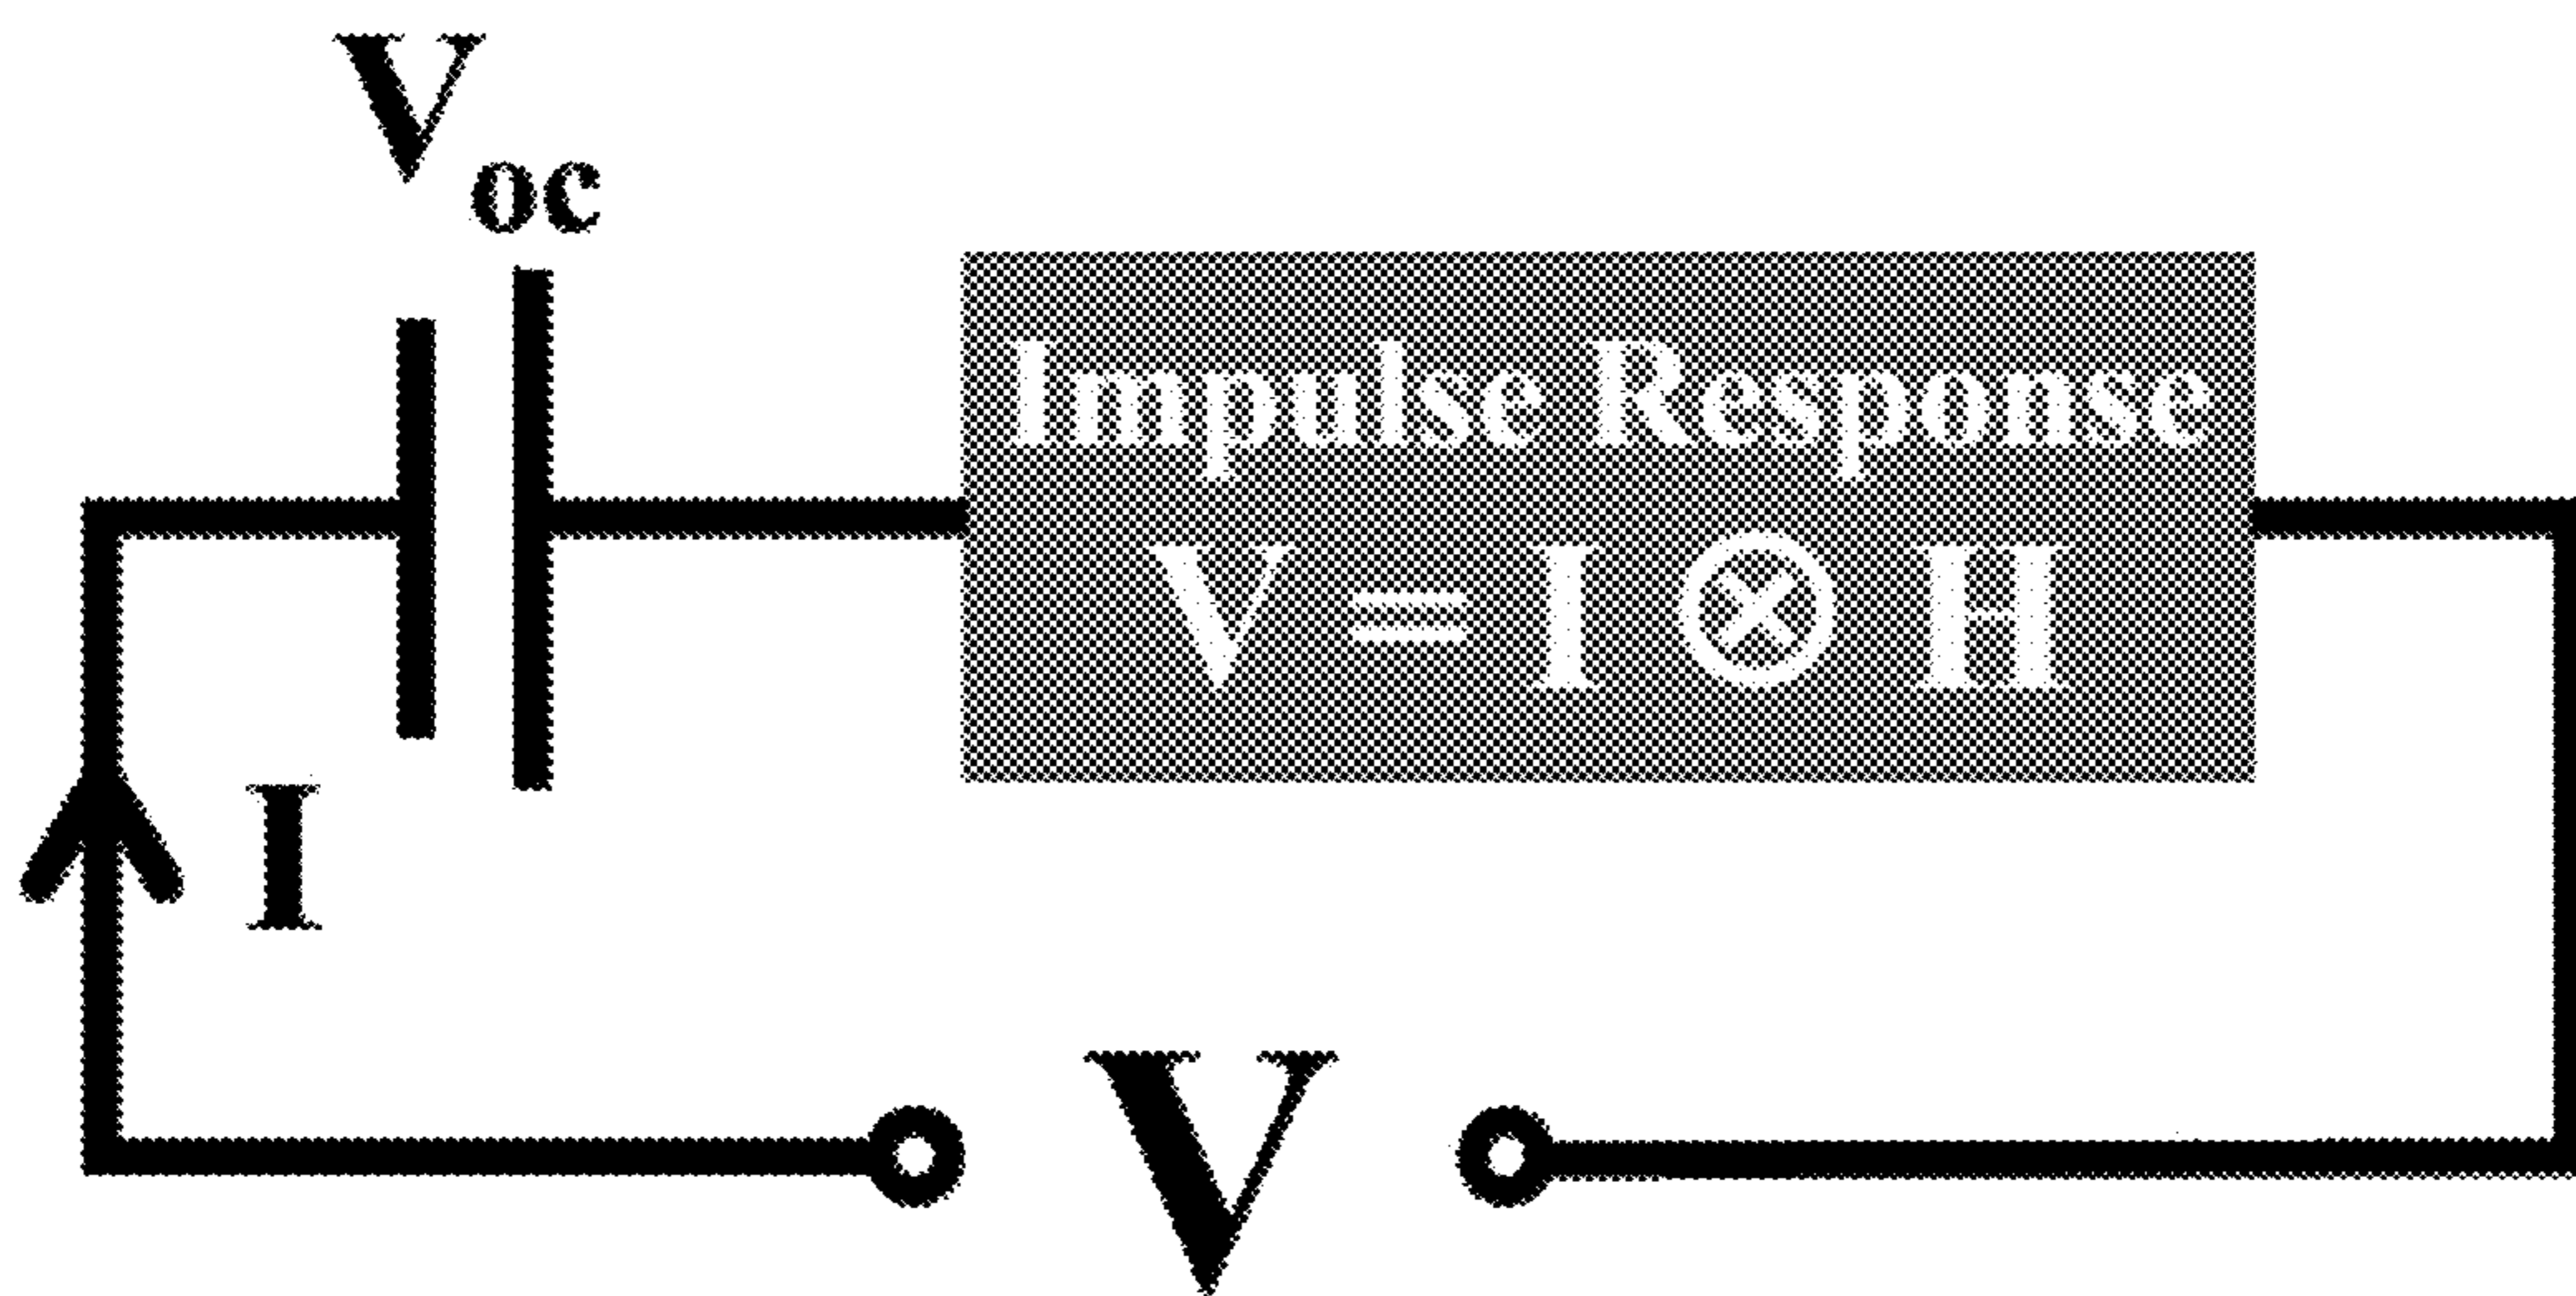 Voc
Impulse Response
V = I ⊗ H
I
V